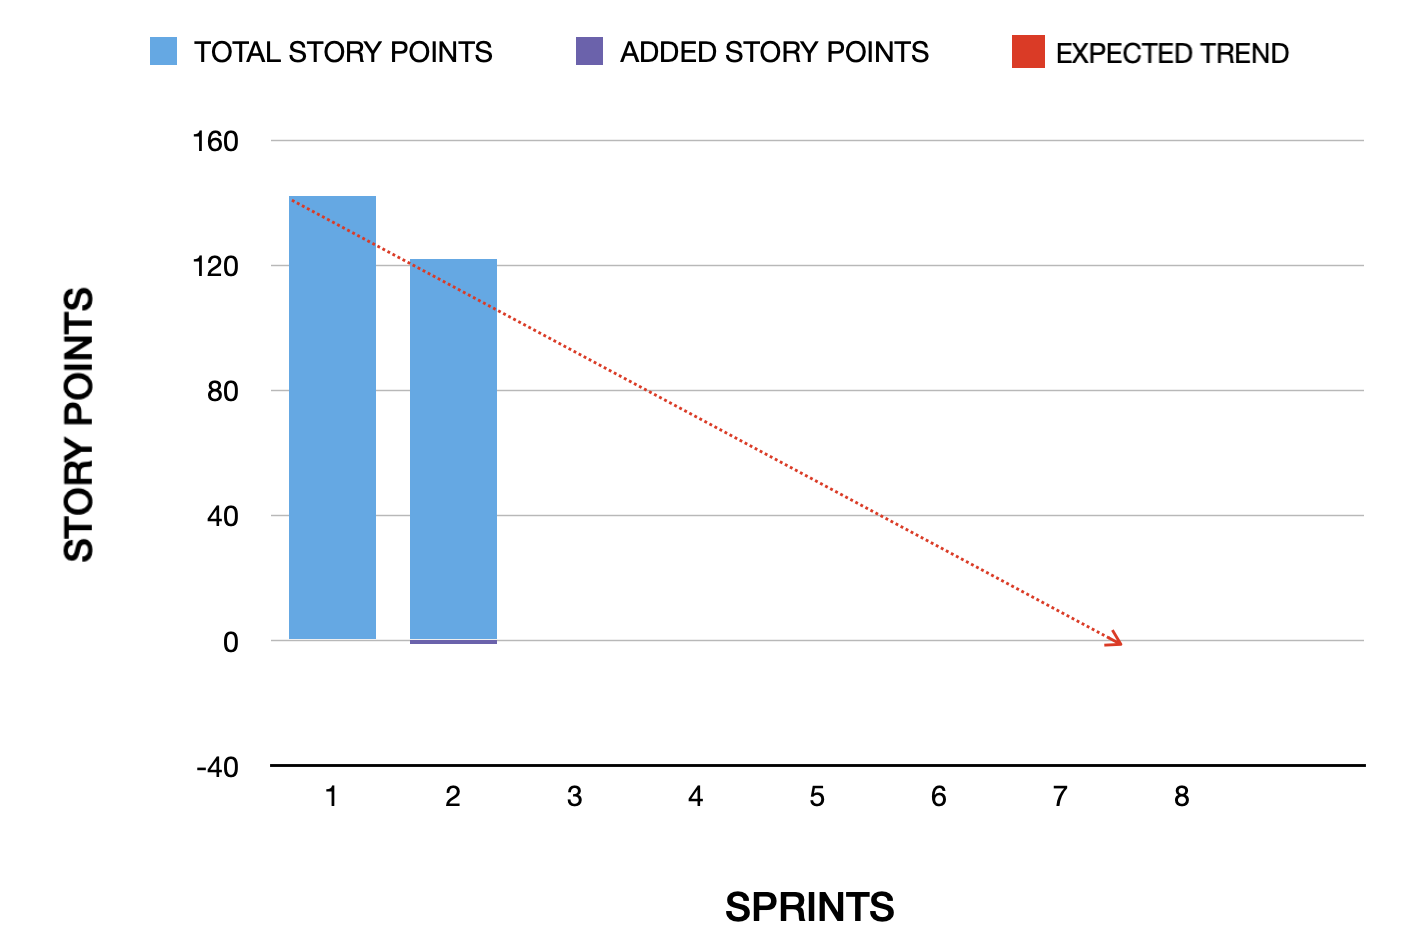 TOTAL STORY POINTS
ADDED STORY POINTS
EXPECTED TREND
160
120
80
40
0
-40
STORY POINTS
1 2 3 4 5 6 7 8
SPRINTS